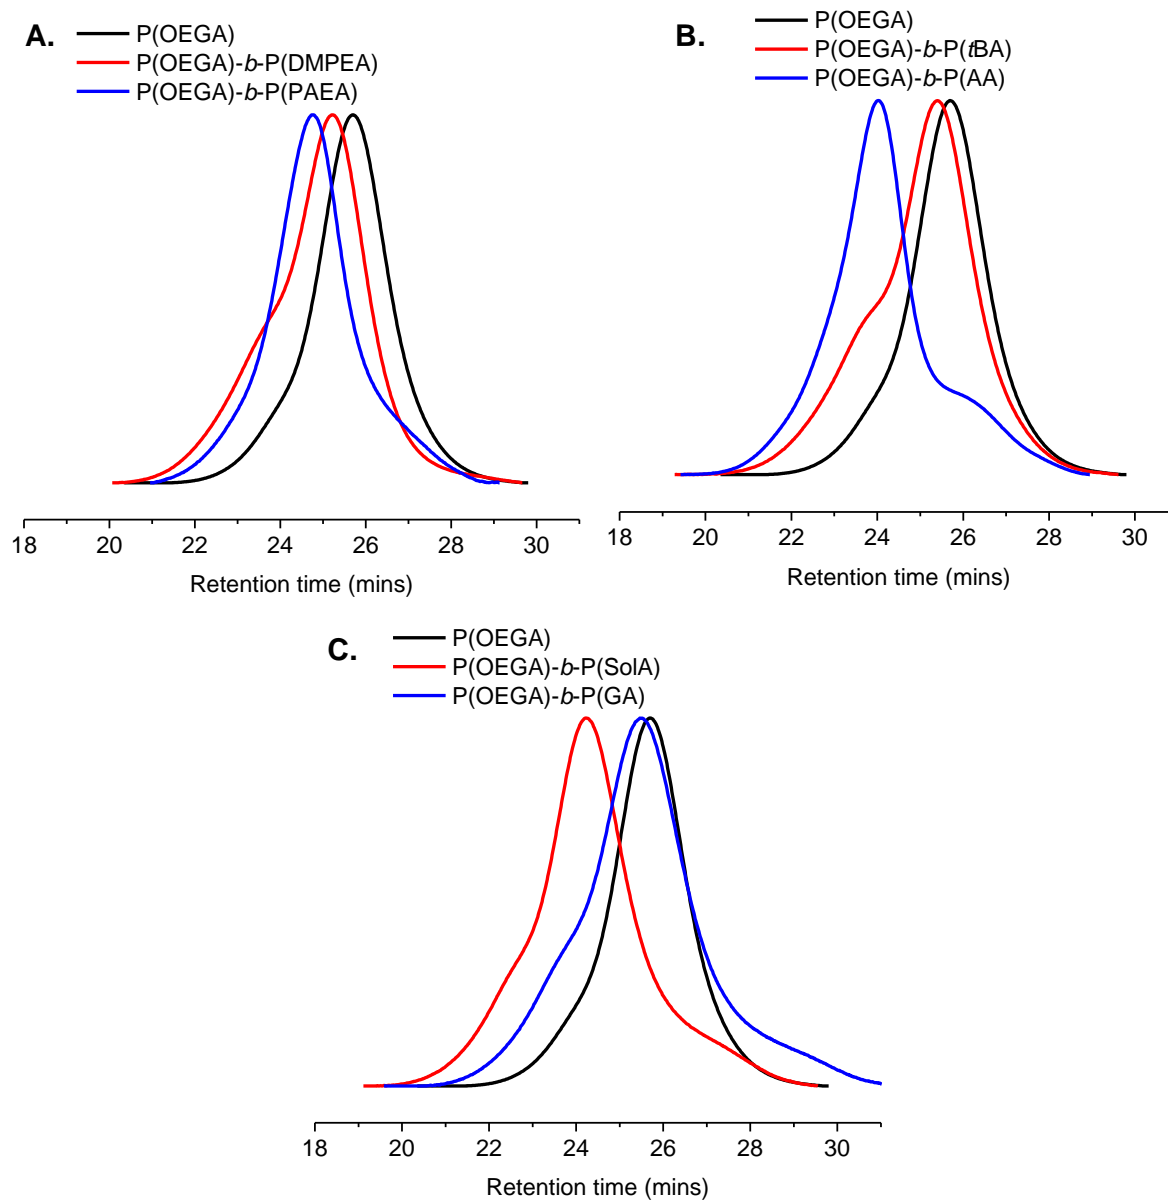 A.
P(OEGA)
P(OEGA)-b-P(DMPEA)
P(OEGA)-b-P(PAEA)
18 20 22 24 26 28 30
Retention time (mins)
B.
P(OEGA)
P(OEGA)-b-P(tBA)
P(OEGA)-b-P(AA)
18 20 22 24 26 28 30
Retention time (mins)
C.
P(OEGA)
P(OEGA)-b-P(SolA)
P(OEGA)-b-P(GA)
18 20 22 24 26 28 30
Retention time (mins)